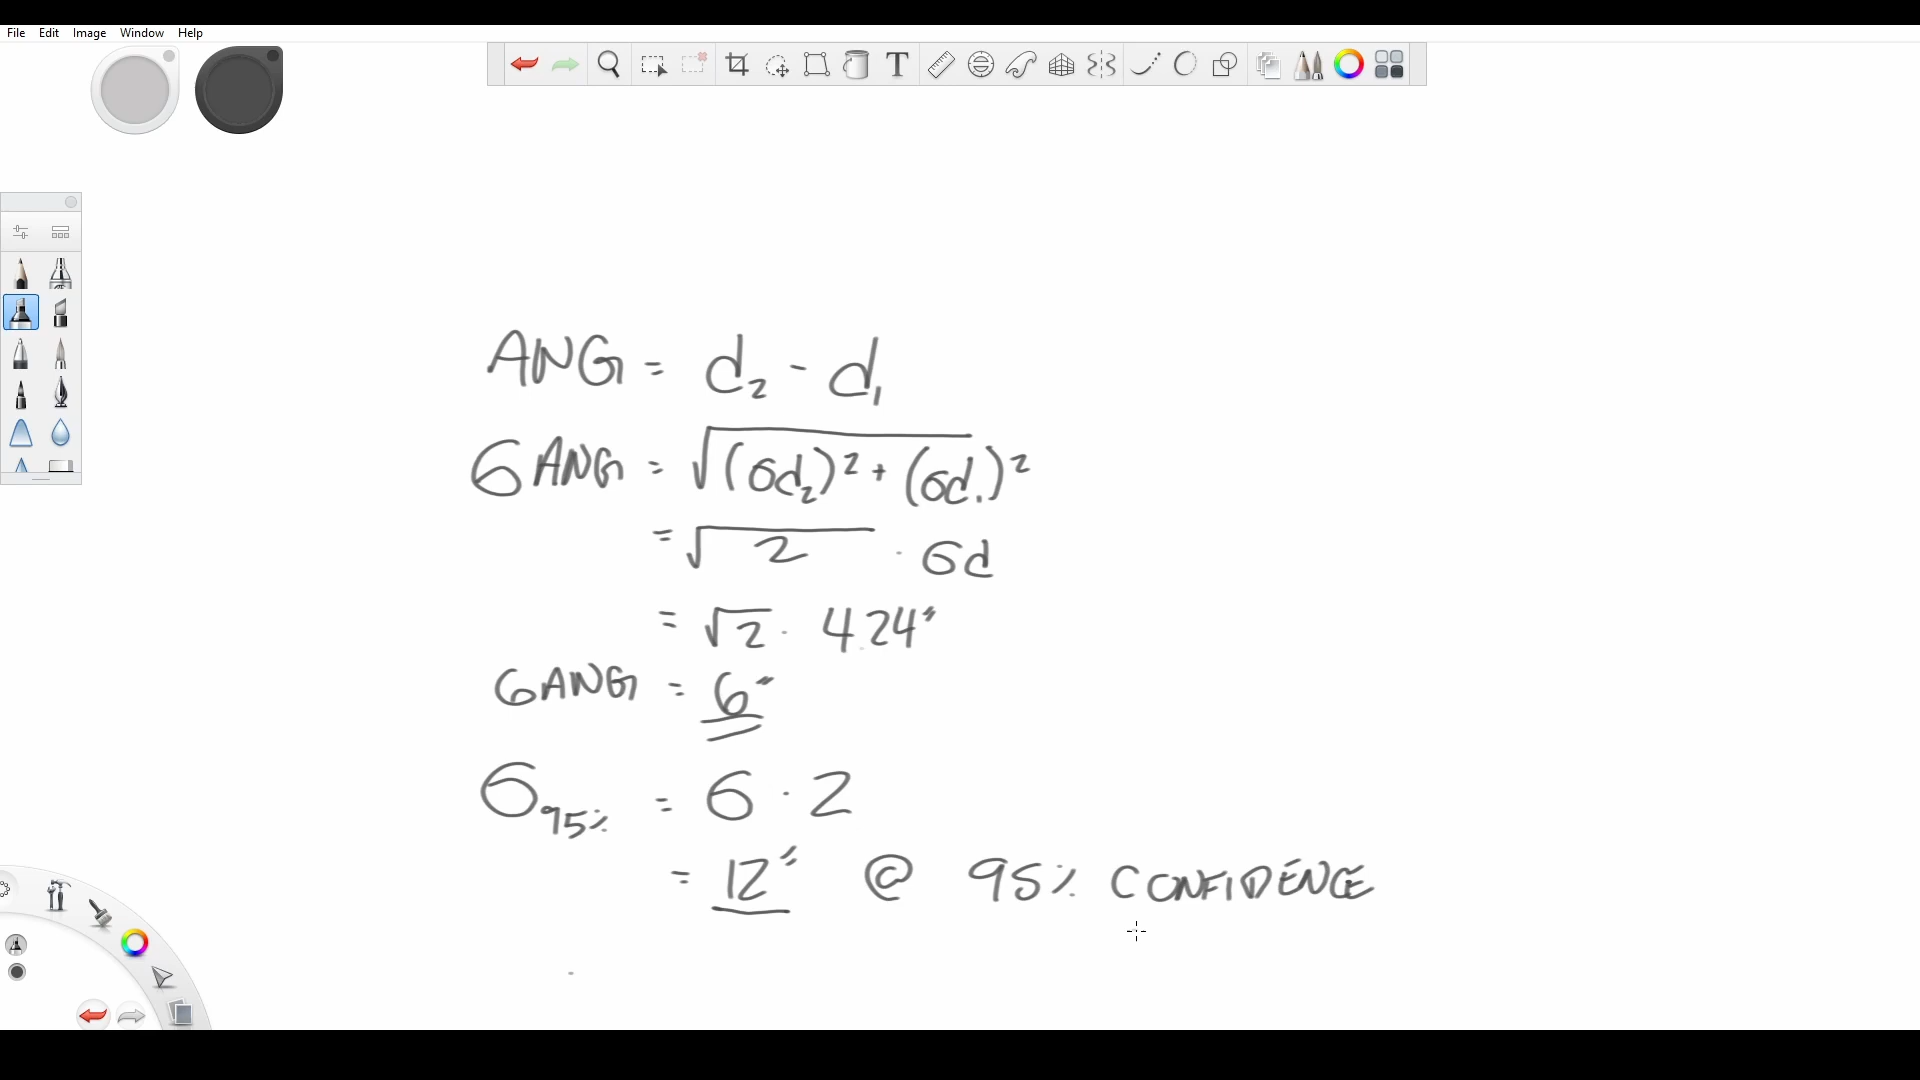 File Edit Image Window Help
T
ANG = d₂ - d₁
σANG = √(σd₂)² + (σd₁)²
= √2 · σd
= √2 · 4.24"
σANG = 6"
σ95% = 6 · 2
= 12" @ 95% CONFIDENCE